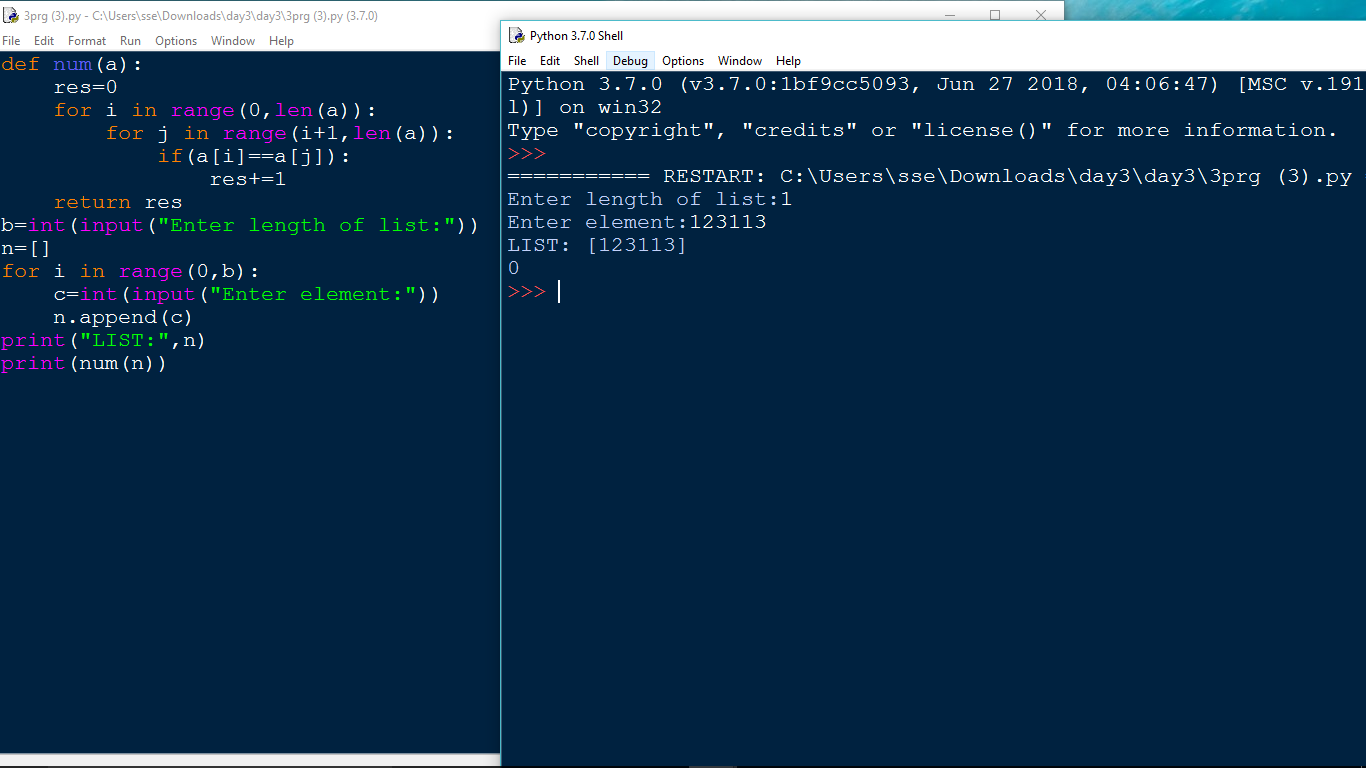 3prg (3).py - C:\Users\sse\Downloads\day3\day3\3prg (3).py (3.7.0)
File Edit Format Run Options Window Help
def num(a):
    res=0
    for i in range(0,len(a)):
        for j in range(i+1,len(a)):
            if(a[i]==a[j]):
                res+=1
    return res
b=int(input("Enter length of list:"))
n=[]
for i in range(0,b):
    c=int(input("Enter element:"))
    n.append(c)
print("LIST:",n)
print(num(n))
Python 3.7.0 Shell
File Edit Shell Debug Options Window Help
Python 3.7.0 (v3.7.0:1bf9cc5093, Jun 27 2018, 04:06:47) [MSC v.191
l)] on win32
Type "copyright", "credits" or "license()" for more information.
>>>
=========== RESTART: C:\Users\sse\Downloads\day3\day3\3prg (3).py
Enter length of list:1
Enter element:123113
LIST: [123113]
0
>>>